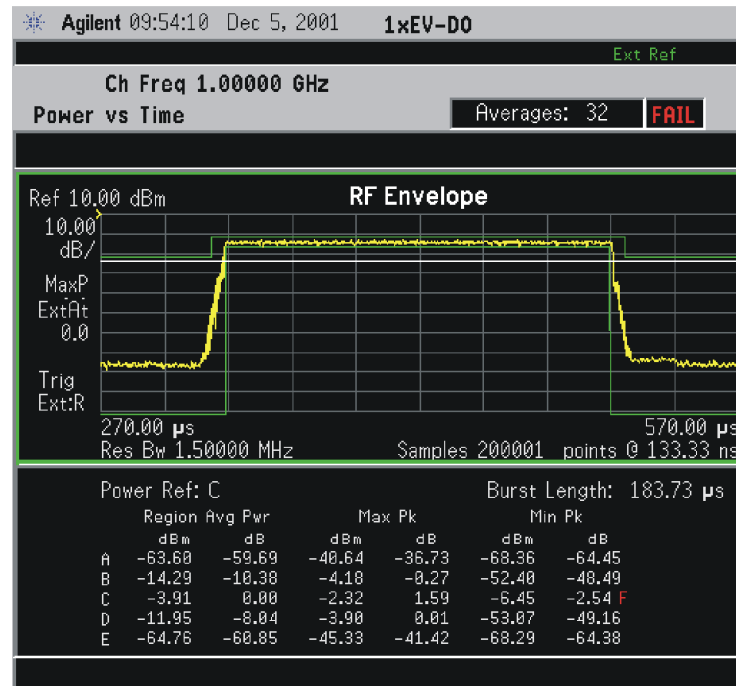 Agilent 09:54:10 Dec 5, 2001 1xEV-DO
Ext Ref
Ch Freq 1.00000 GHz
Power vs Time Averages: 32 FAIL
Ref 10.00 dBm RF Envelope
10.00
dB/
MaxP
ExtAt
0.0
Trig
Ext:R
270.00 µs 570.00 µs
Res Bw 1.50000 MHz Samples 200001 points @ 133.33 ns
Power Ref: C Burst Length: 183.73 µs
Region Avg Pwr Max Pk Min Pk
dBm dB dBm dB dBm dB
A -63.60 -59.69 -40.64 -36.73 -68.36 -64.45
B -14.29 -10.38 -4.18 -0.27 -52.40 -48.49
C -3.91 0.00 -2.32 1.59 -6.45 -2.54 F
D -11.95 -8.04 -3.90 0.01 -53.07 -49.16
E -64.76 -60.85 -45.33 -41.42 -68.29 -64.38